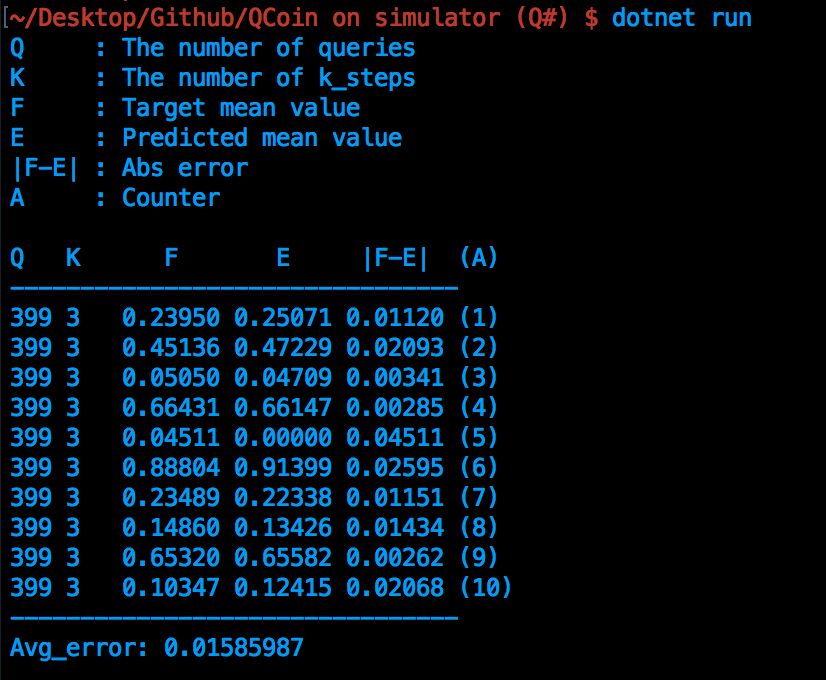 [~/Desktop/Github/QCoin on simulator (Q#) $ dotnet run
Q     : The number of queries
K     : The number of k_steps
F     : Target mean value
E     : Predicted mean value
|F-E| : Abs error
A     : Counter
Q   K      F       E     |F-E|  (A)
--------------------------------
399 3   0.23950 0.25071 0.01120 (1)
399 3   0.45136 0.47229 0.02093 (2)
399 3   0.05050 0.04709 0.00341 (3)
399 3   0.66431 0.66147 0.00285 (4)
399 3   0.04511 0.00000 0.04511 (5)
399 3   0.88804 0.91399 0.02595 (6)
399 3   0.23489 0.22338 0.01151 (7)
399 3   0.14860 0.13426 0.01434 (8)
399 3   0.65320 0.65582 0.00262 (9)
399 3   0.10347 0.12415 0.02068 (10)
--------------------------------
Avg_error: 0.01585987